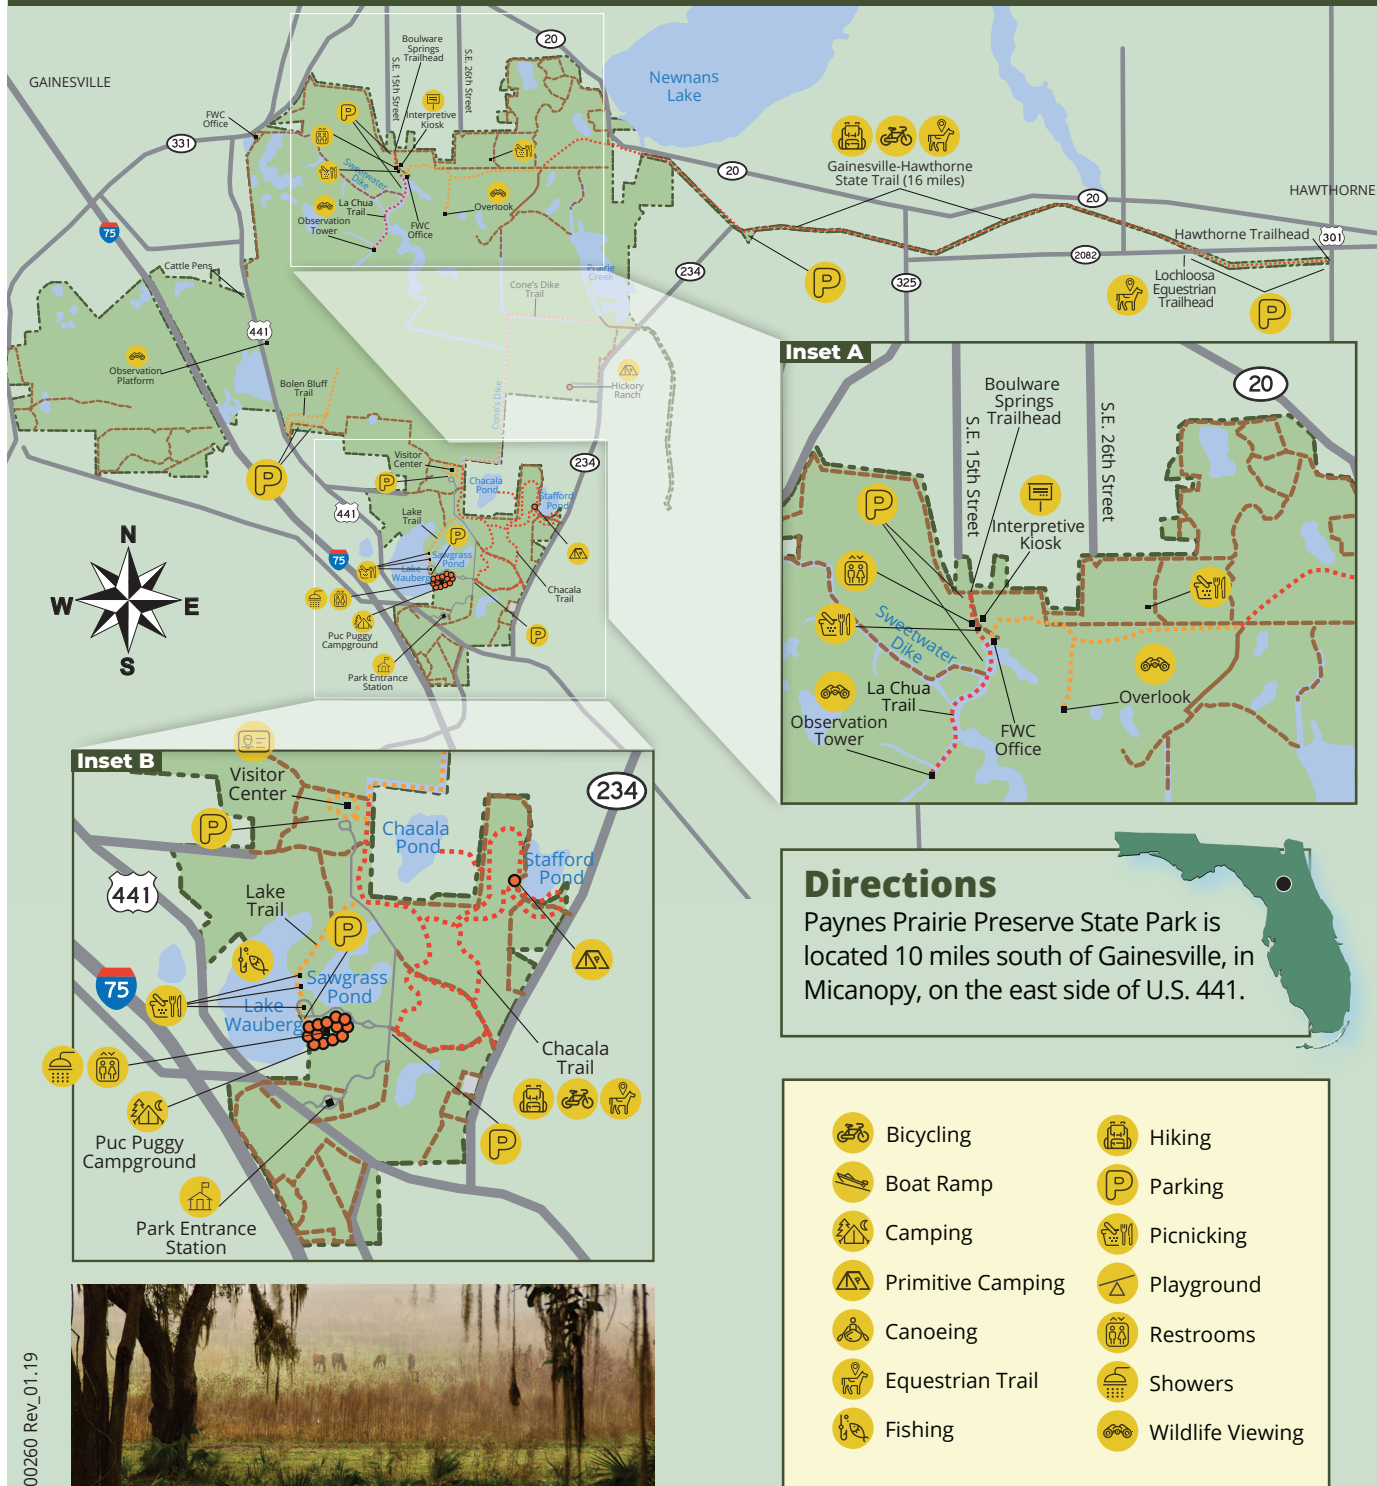 20
Boulware
Springs
Trailhead
S.E. 15th Street
S.E. 26th Street
Newnans
Lake
GAINESVILLE
FWC
Office
331
P
Interpretive
Kiosk
Sweetwater
Dike
La Chua
Trail
Observation
Tower
FWC
Office
Overlook
20
Gainesville-Hawthorne
State Trail (16 miles)
20
HAWTHORNE
Hawthorne Trailhead
301
75
Cattle Pens
Prairie
Creek
234
2082
325
P
Lochloosa
Equestrian
Trailhead
P
Cone's Dike
Trail
441
Observation
Platform
Bolen Bluff
Trail
Cone's Dike
Hickory
Ranch
P
Visitor
Center
P
Chacala
Pond
234
Stafford
Pond
441
Lake
Trail
P
Sawgrass
Pond
75
Lake
Wauberg
Chacala
Trail
Puc Puggy
Campground
P
Park Entrance
Station
N
W
E
S
Inset A
Boulware
Springs
Trailhead
20
S.E. 15th Street
S.E. 26th Street
P
Interpretive
Kiosk
Sweetwater
Dike
La Chua
Trail
Observation
Tower
FWC
Office
Overlook
Inset B
Visitor
Center
234
P
Chacala
Pond
Stafford
Pond
441
Lake
Trail
P
75
Sawgrass
Pond
Lake
Wauberg
Chacala
Trail
Puc Puggy
Campground
P
Park Entrance
Station
Directions
Paynes Prairie Preserve State Park is
located 10 miles south of Gainesville, in
Micanopy, on the east side of U.S. 441.
Bicycling
Boat Ramp
Camping
Primitive Camping
Canoeing
Equestrian Trail
Fishing
Hiking
P
Parking
Picnicking
Playground
Restrooms
Showers
Wildlife Viewing
00260 Rev_01.19